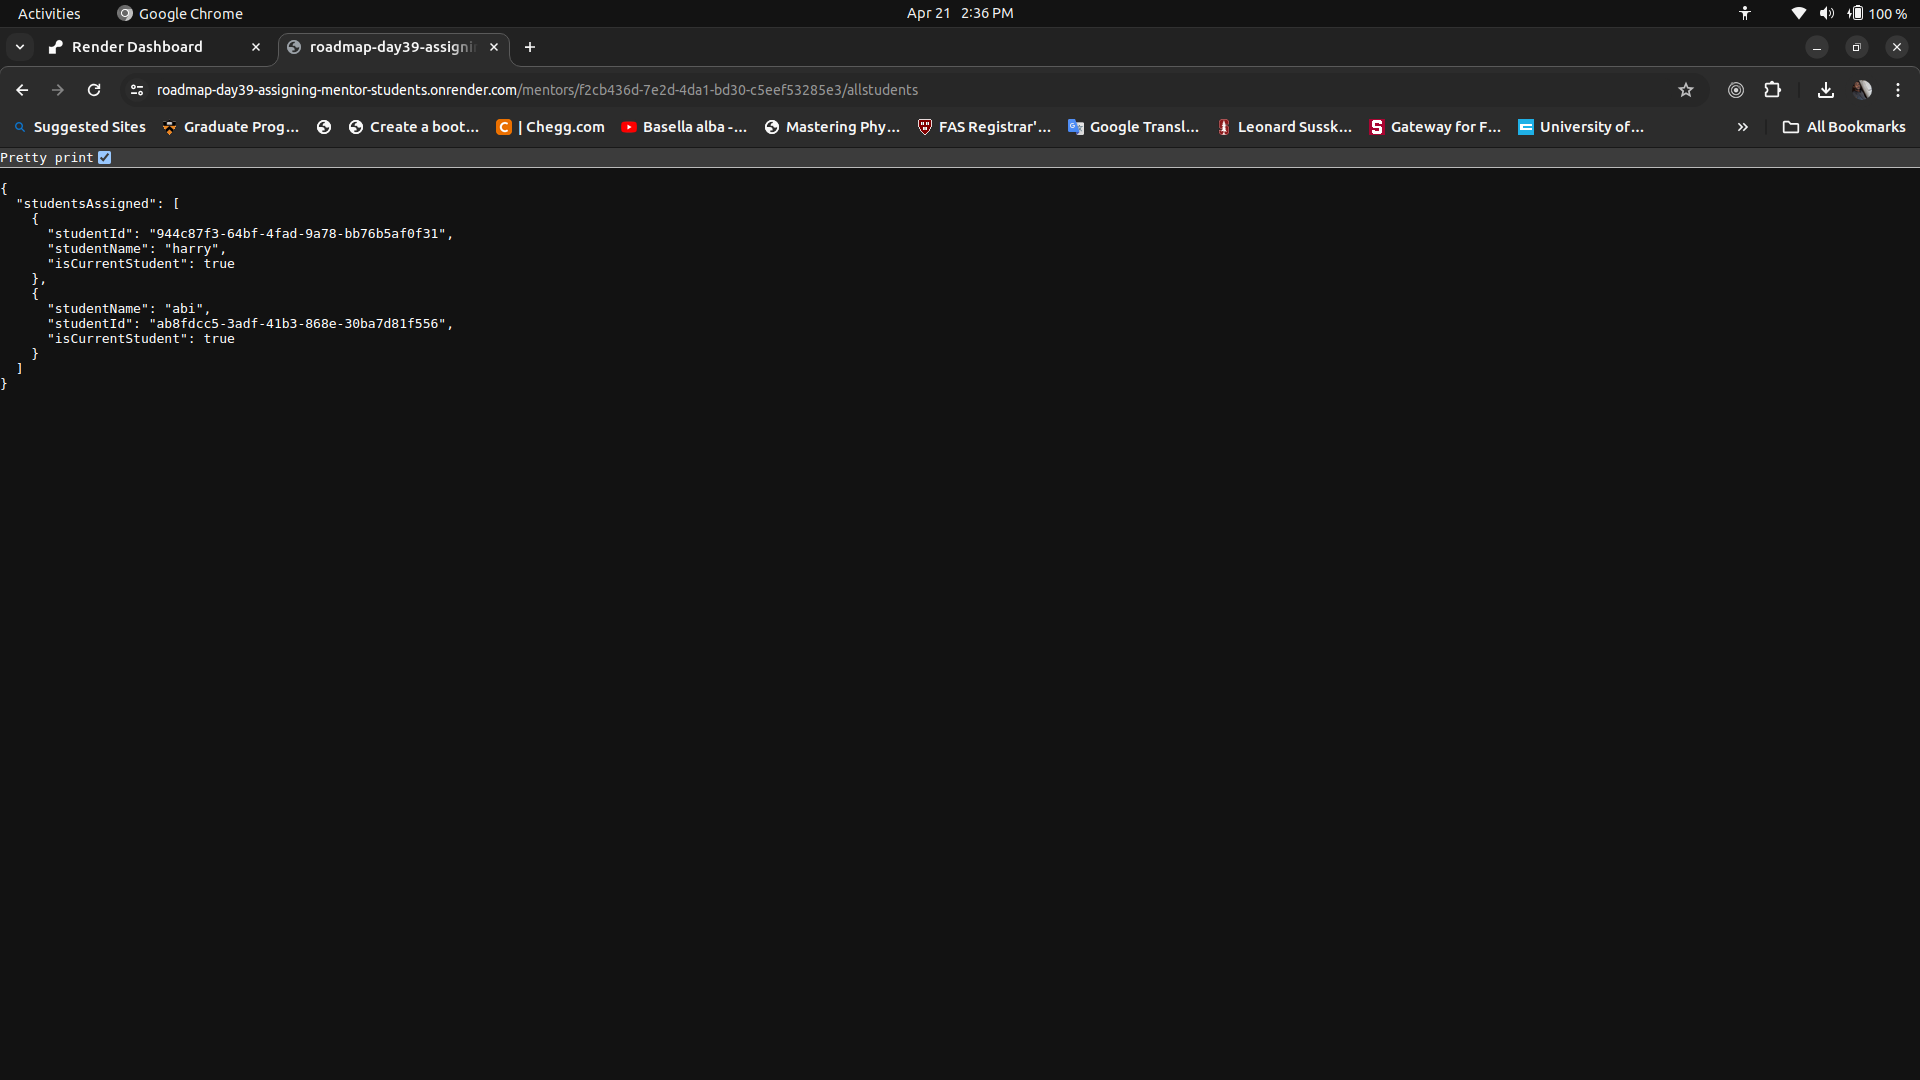 Activities
Google Chrome
Apr 21 2:36 PM
100 %
Render Dashboard
roadmap-day39-assigni
roadmap-day39-assigning-mentor-students.onrender.com/mentors/f2cb436d-7e2d-4da1-bd30-c5eef53285e3/allstudents
Suggested Sites
Graduate Prog...
Create a boot...
| Chegg.com
Basella alba -...
Mastering Phy...
FAS Registrar'...
Google Transl...
Leonard Sussk...
Gateway for F...
University of...
All Bookmarks
Pretty print
{
  "studentsAssigned": [
    {
      "studentId": "944c87f3-64bf-4fad-9a78-bb76b5af0f31",
      "studentName": "harry",
      "isCurrentStudent": true
    },
    {
      "studentName": "abi",
      "studentId": "ab8fdcc5-3adf-41b3-868e-30ba7d81f556",
      "isCurrentStudent": true
    }
  ]
}